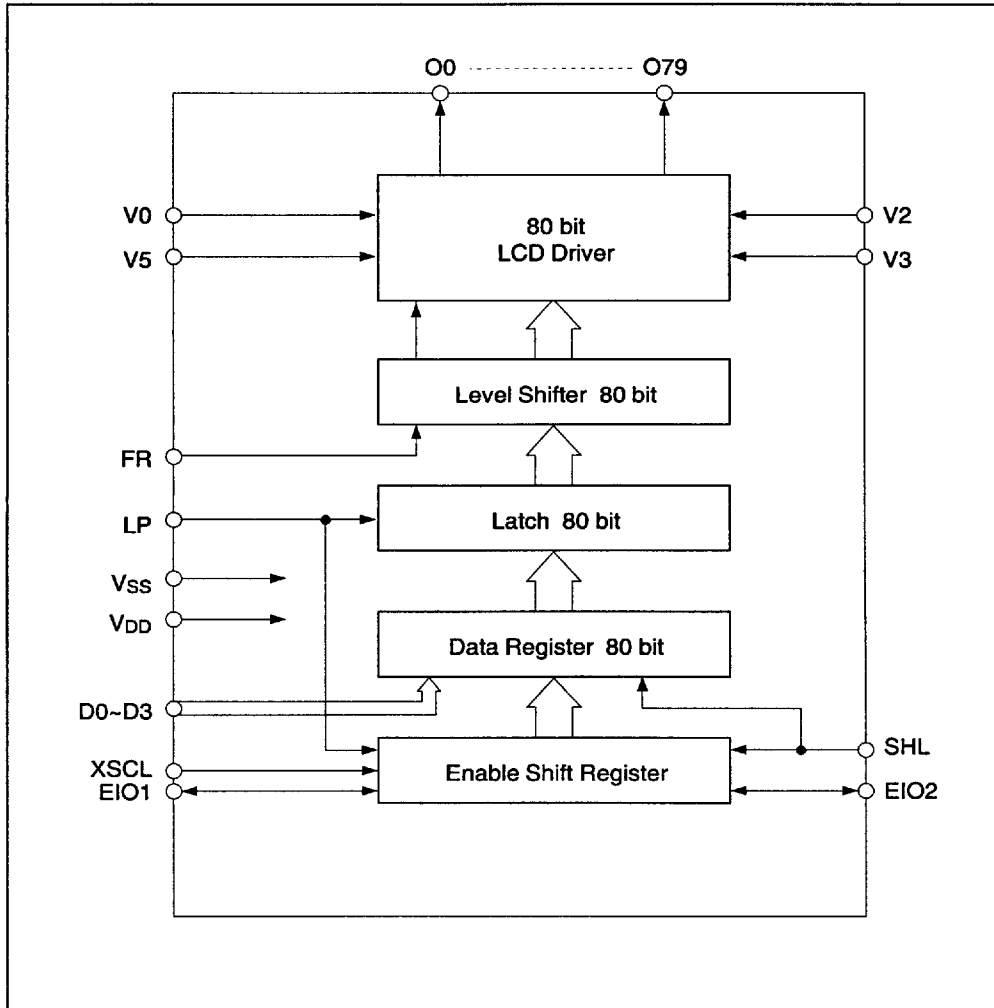 O0 ---------------- O79
V0
V5
80 bit
LCD Driver
V2
V3
Level Shifter 80 bit
FR
LP
Latch 80 bit
VSS
VDD
Data Register 80 bit
D0~D3
SHL
XSCL
Enable Shift Register
EIO1
EIO2